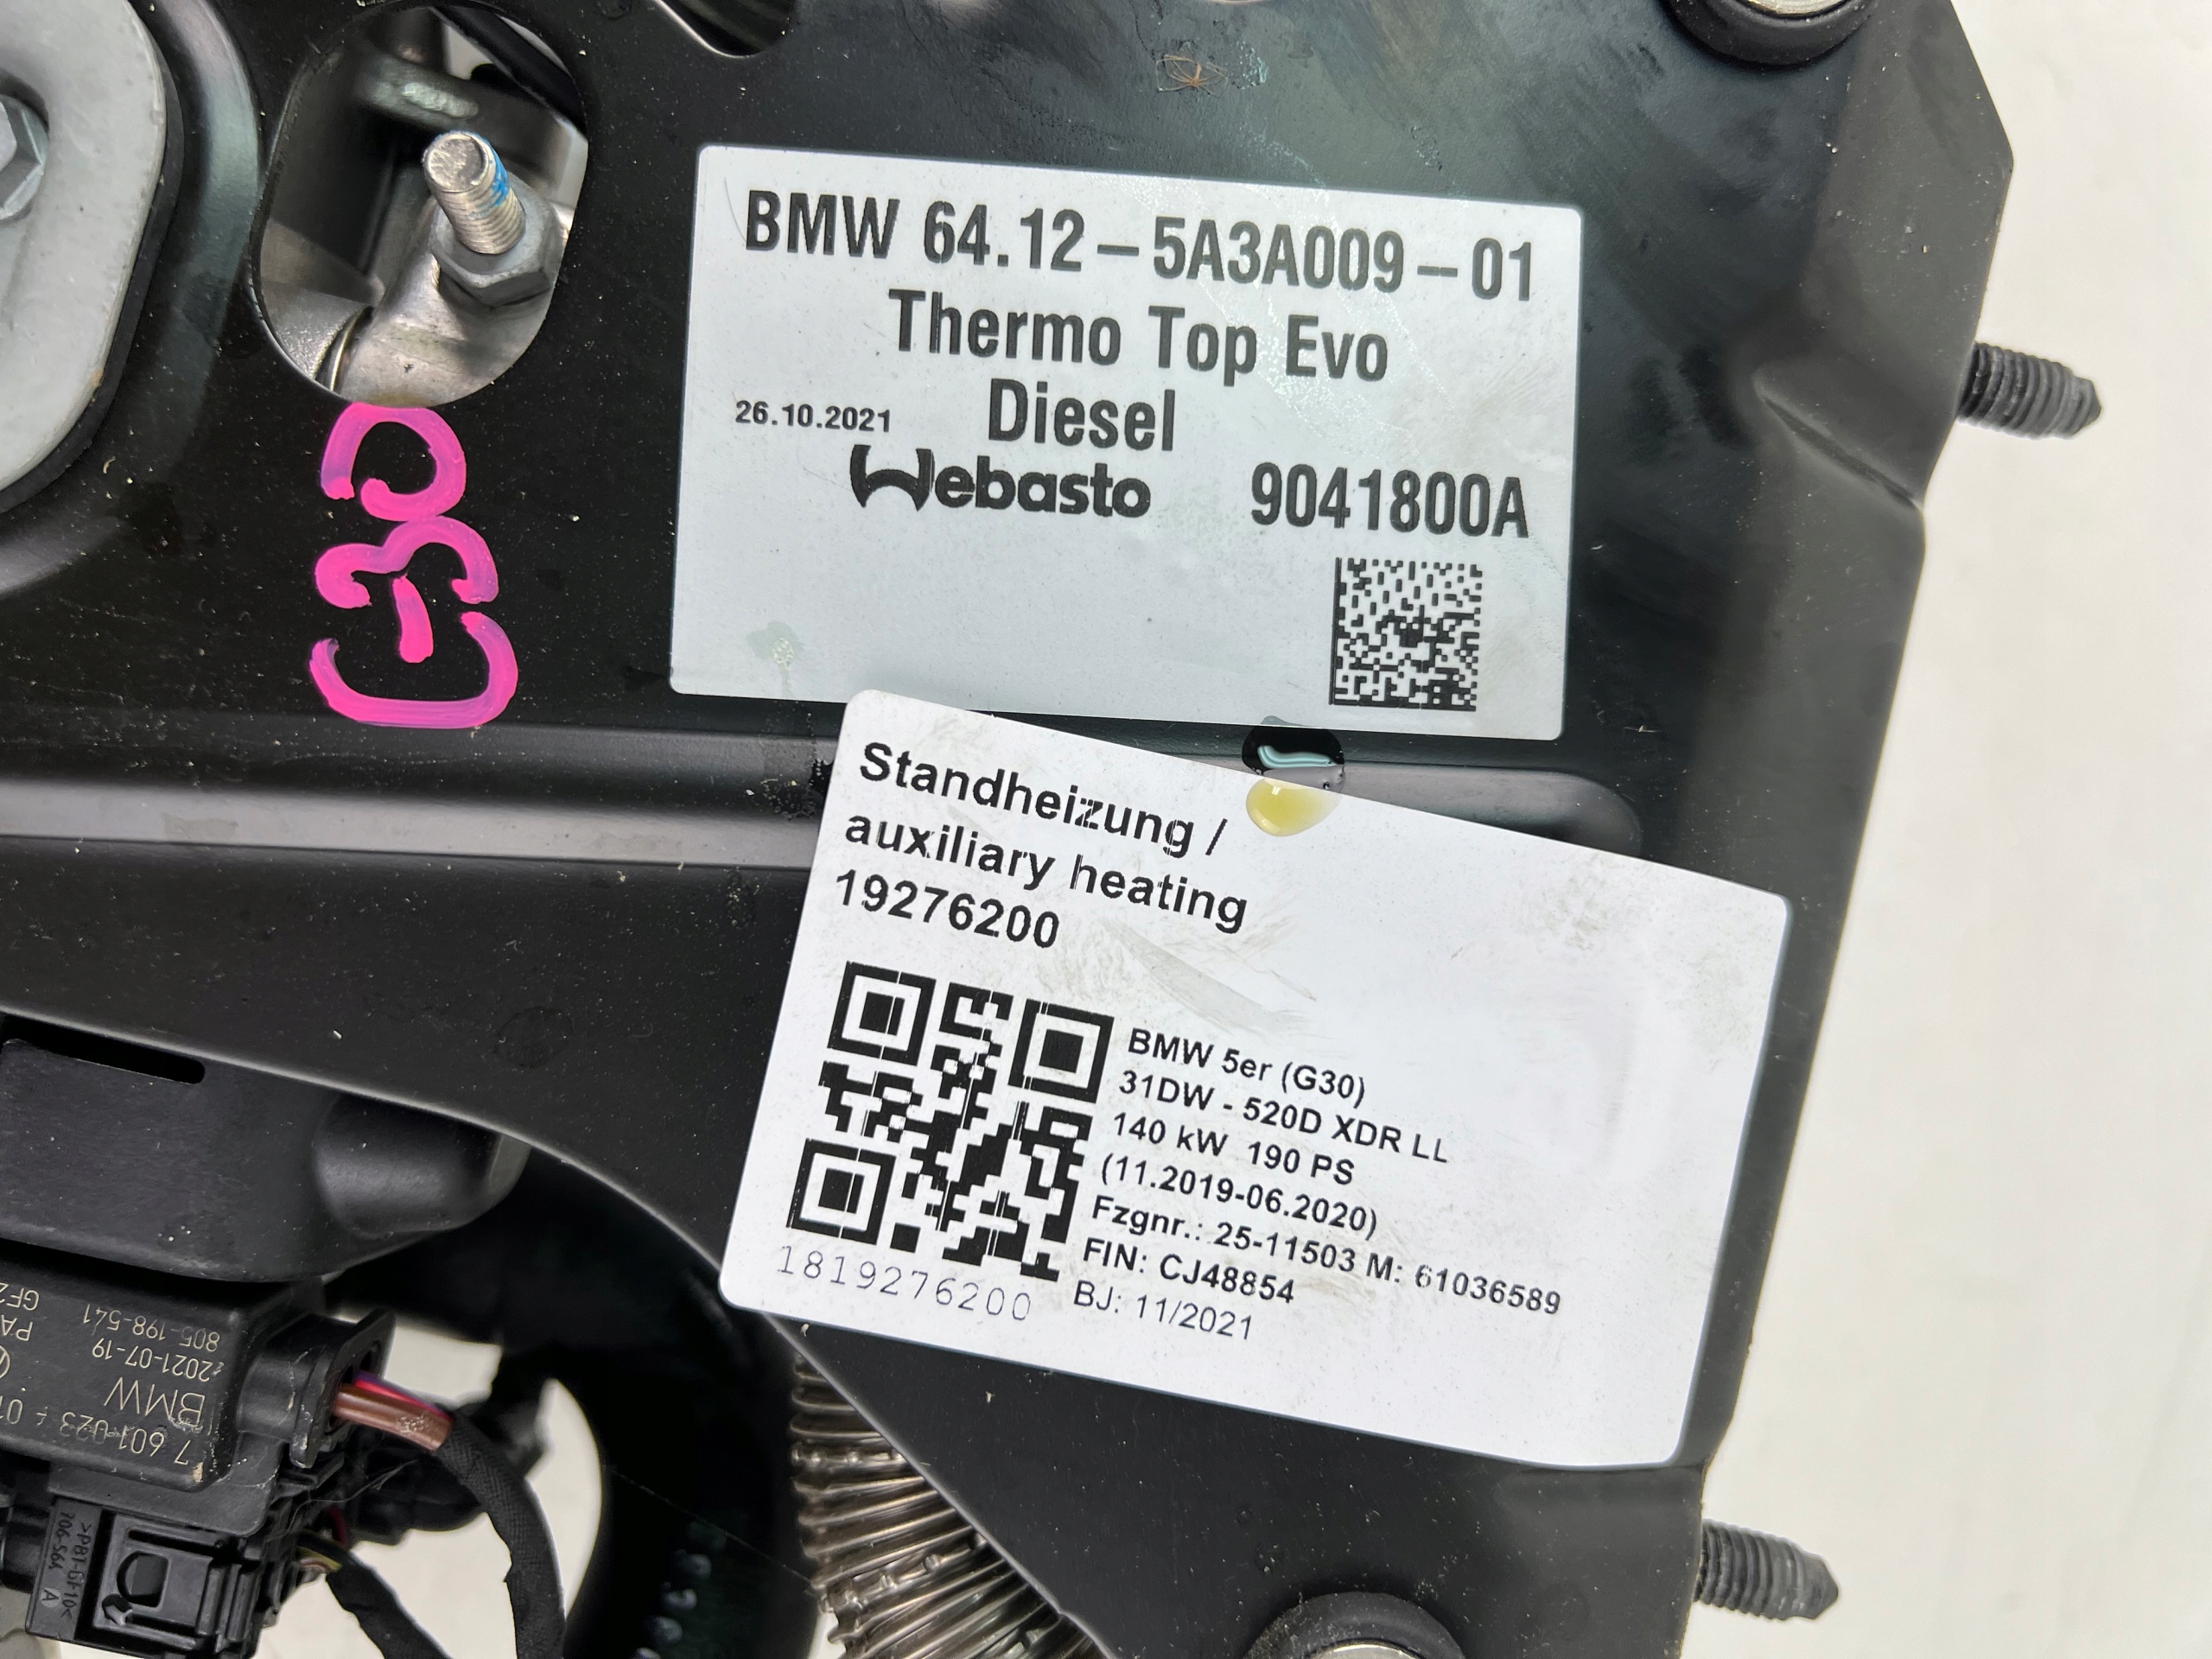 BMW 64.12-5A3A009-01
Thermo Top Evo
Diesel
26.10.2021
Webasto
9041800A
G30
Standheizung /
auxiliary heating
19276200
BMW 5er (G30)
31DW - 520D XDR LL
140 kW 190 PS
(11.2019-06.2020)
Fzgnr.: 25-11503 M: 61036589
FIN: CJ48854
BJ: 11/2021
1819276200
805-198-541
2021-07-19
BMW
7 601 023
>PBT-GF10<
A